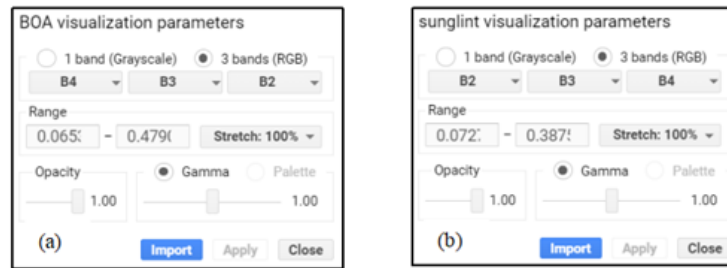 BOA visualization parameters
1 band (Grayscale) 3 bands (RGB)
B4 B3 B2
Range
0.065 – 0.479 Stretch: 100%
Opacity Gamma Palette
1.00 1.00
(a) Import Apply Close
sunglint visualization parameters
1 band (Grayscale) 3 bands (RGB)
B2 B3 B4
Range
0.072 – 0.387 Stretch: 100%
Opacity Gamma Palette
1.00 1.00
(b) Import Apply Close